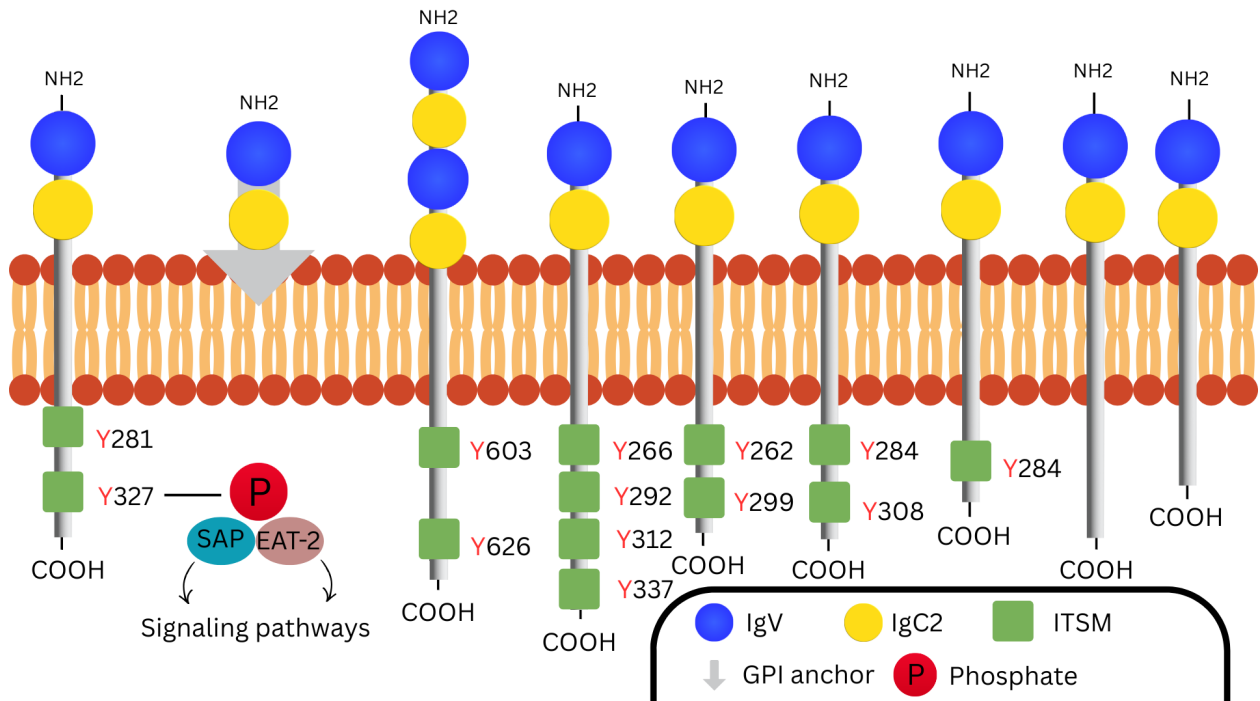 NH2
NH2
NH2
NH2
NH2
NH2
NH2
NH2
NH2
Y281
Y327
P
SAP
EAT-2
COOH
Signaling pathways
Y603
Y626
COOH
Y266
Y292
Y312
Y337
COOH
Y262
Y299
COOH
Y284
Y308
COOH
Y284
COOH
COOH
COOH
IgV
IgC2
ITSM
GPI anchor
P
Phosphate